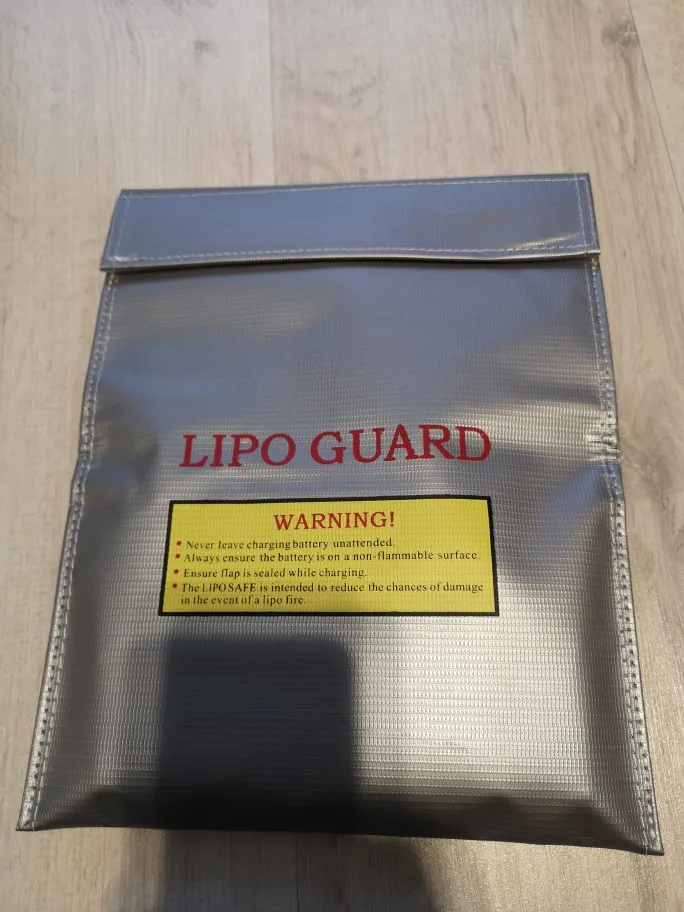 LIPO GUARD
WARNING!
• Never leave charging battery unattended.
• Always ensure the battery is on a non-flammable surface.
• Ensure flap is sealed while charging.
• The LIPO SAFE is intended to reduce the chances of damage
in the event of a lipo fire.